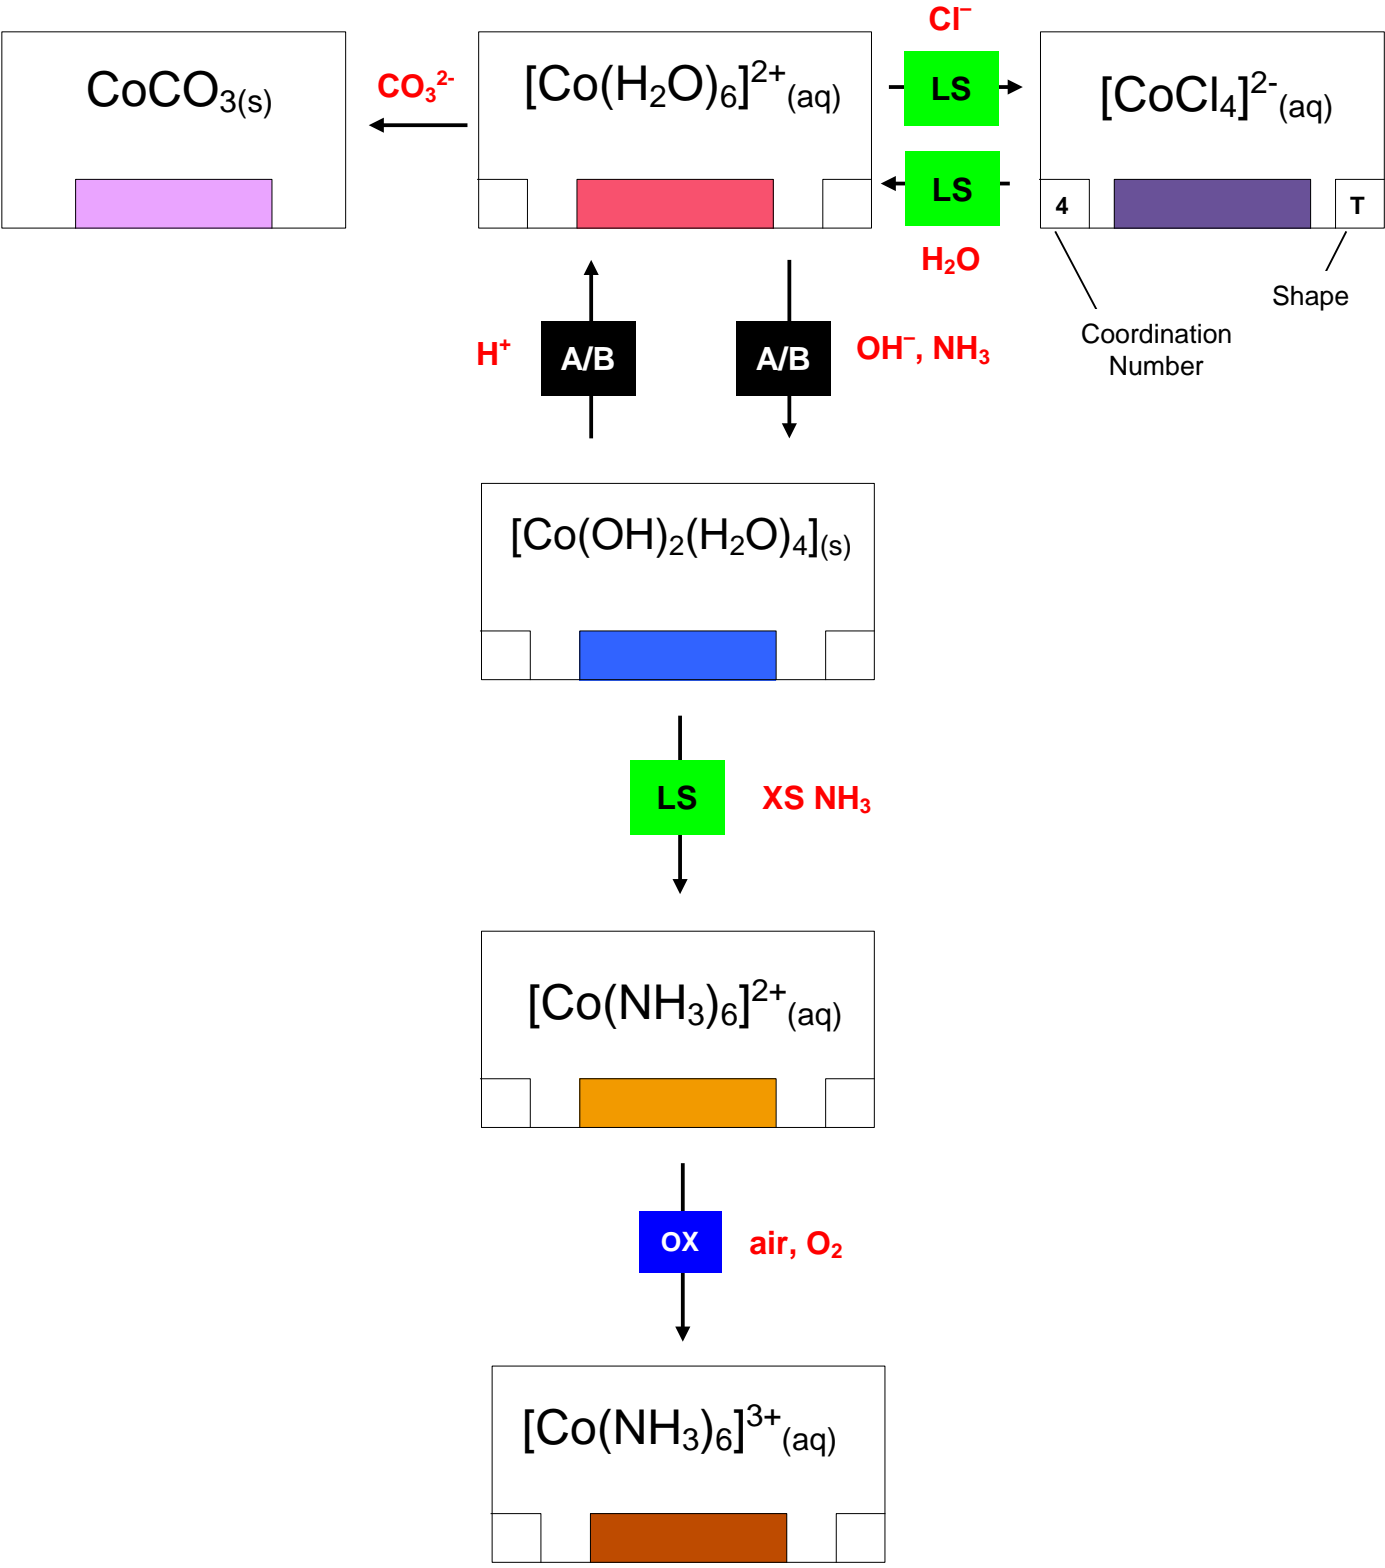 Cl⁻
CoCO₃(s)
CO₃²⁻
[Co(H₂O)₆]²⁺(aq)
LS
[CoCl₄]²⁻(aq)
LS
4
T
H₂O
Shape
Coordination
Number
H⁺
A/B
A/B
OH⁻, NH₃
[Co(OH)₂(H₂O)₄](s)
LS
XS NH₃
[Co(NH₃)₆]²⁺(aq)
OX
air, O₂
[Co(NH₃)₆]³⁺(aq)